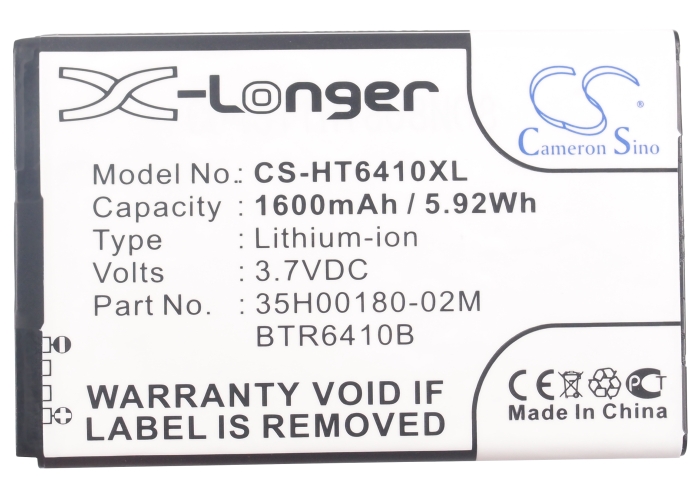 X-Longer
CS
Cameron Sino
Model No.: CS-HT6410XL
Capacity : 1600mAh / 5.92Wh
Type : Lithium-ion
Volts : 3.7VDC
Part No. : 35H00180-02M
BTR6410B
WARRANTY VOID IF
LABEL IS REMOVED
CE PCT
Made In China